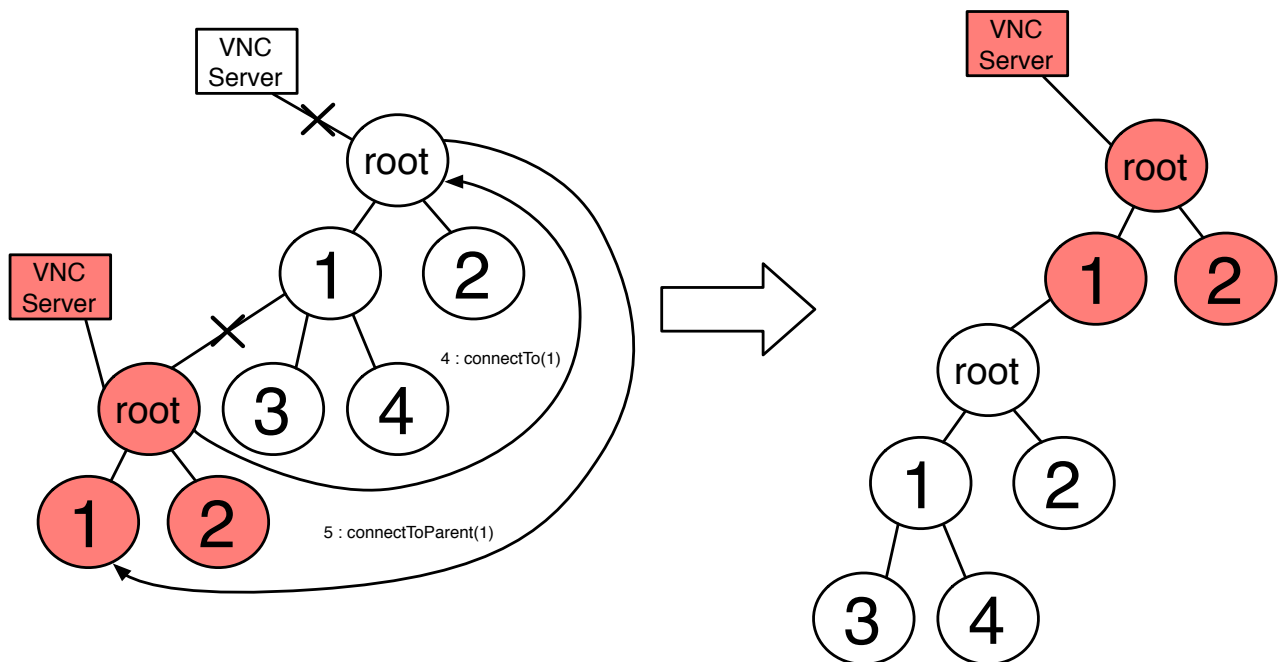 VNC
Server
root
1
2
VNC
Server
4 : connectTo(1)
root
3
4
1
2
5 : connectToParent(1)
VNC
Server
root
1
2
root
1
2
3
4